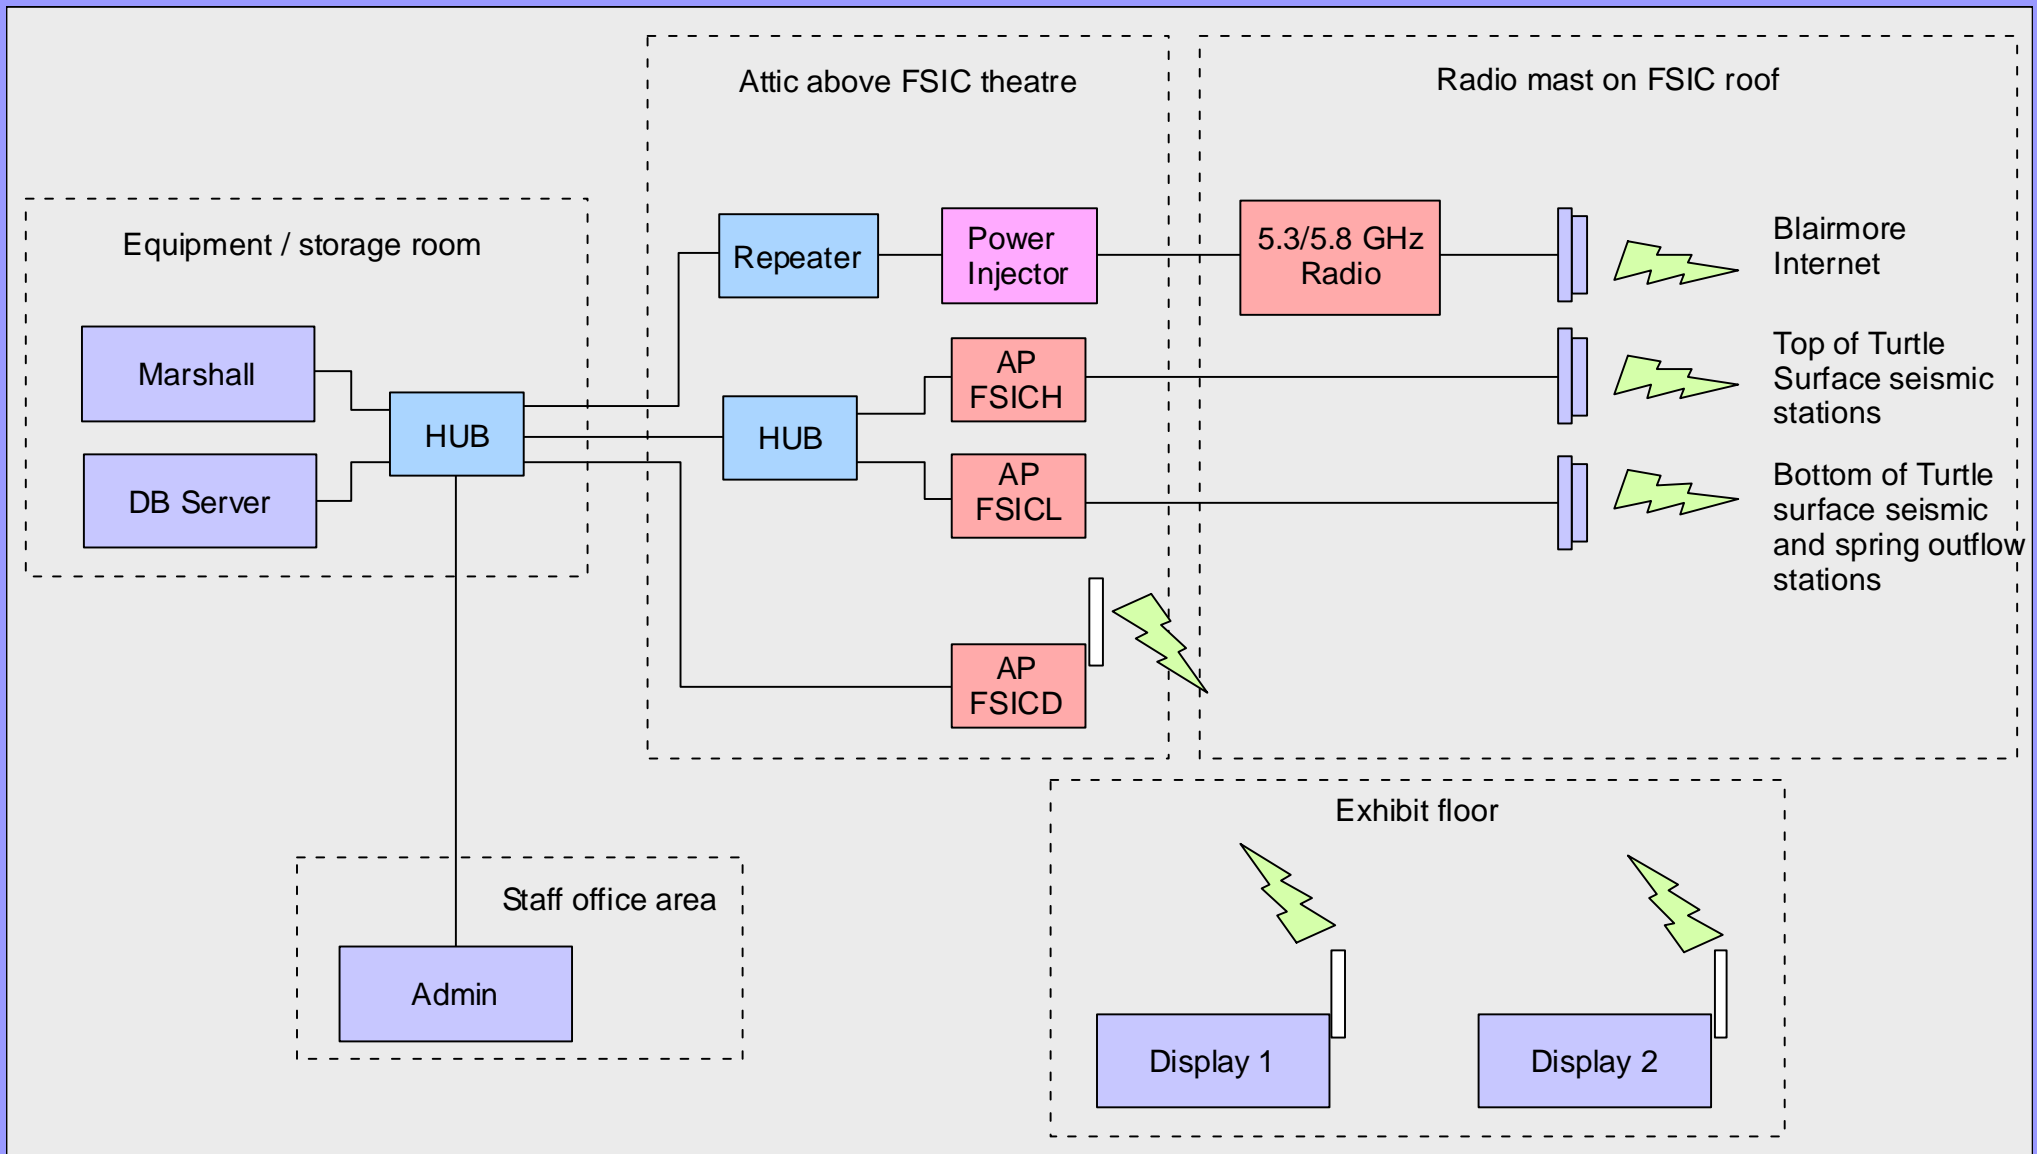 Attic above FSIC theatre
Radio mast on FSIC roof
Equipment / storage room
Repeater
Power
Injector
5.3/5.8 GHz
Radio
Blairmore
Internet
Marshall
HUB
HUB
AP
FSICH
Top of Turtle
Surface seismic
stations
DB Server
AP
FSICL
Bottom of Turtle
surface seismic
and spring outflow
stations
AP
FSICD
Exhibit floor
Staff office area
Admin
Display 1
Display 2